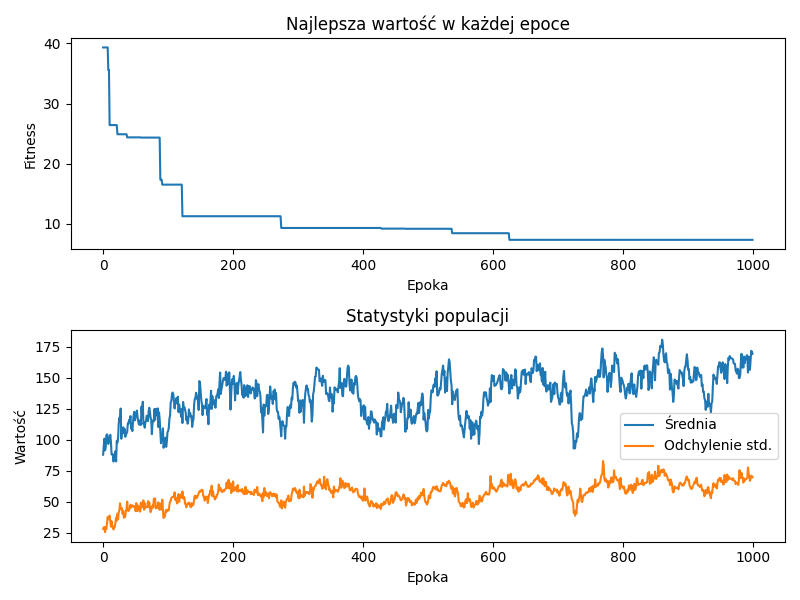 Najlepsza wartość w każdej epoce
40
30
20
10
Fitness
0 200 400 600 800 1000
Epoka
Statystyki populacji
175
150
125
100
75
50
25
Wartość
Średnia
Odchylenie std.
0 200 400 600 800 1000
Epoka